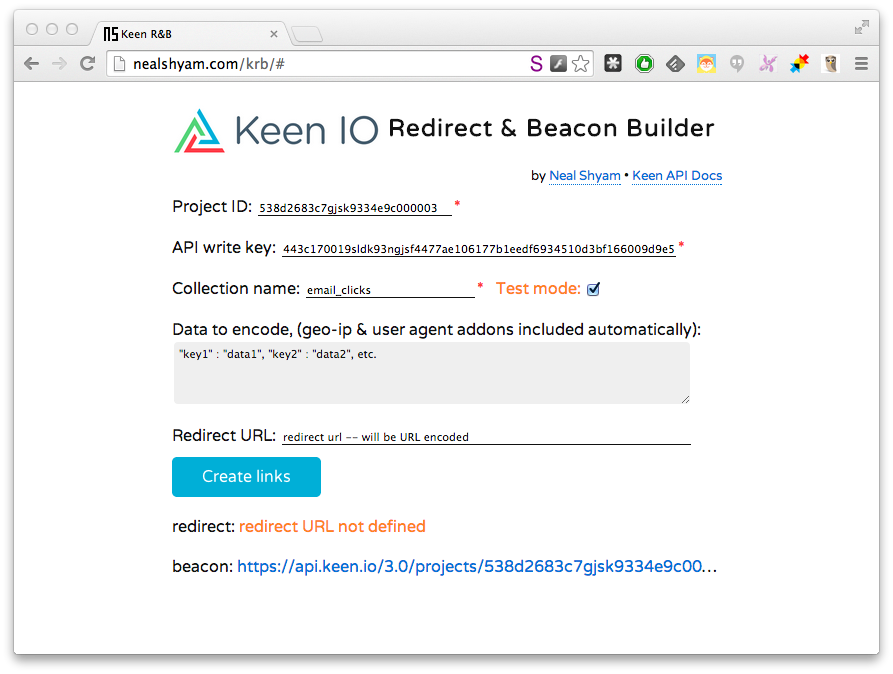 Keen R&B
nealshyam.com/krb/#
Keen IO Redirect & Beacon Builder
by Neal Shyam • Keen API Docs
Project ID: 538d2683c7gjsk9334e9c000003 *
API write key: 443c170019sldk93ngjsf4477ae106177b1eedf6934510d3bf166009d9e5 *
Collection name: email_clicks * Test mode:
Data to encode, (geo-ip & user agent addons included automatically):
"key1" : "data1", "key2" : "data2", etc.
Redirect URL: redirect url -- will be URL encoded
Create links
redirect: redirect URL not defined
beacon: https://api.keen.io/3.0/projects/538d2683c7gjsk9334e9c00...